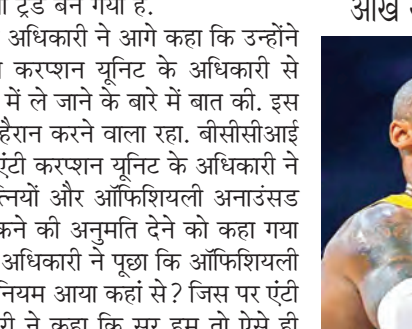 ट्रेंड बन गया है.
आंख
अधिकारी ने आगे कहा कि उन्होंने
करप्शन यूनिट के अधिकारी से
में ले जाने के बारे में बात की. इस
हैरान करने वाला रहा. बीसीसीआई
एंटी करप्शन यूनिट के अधिकारी ने
और ऑफिशियली अनाउंसड
की अनुमति देने को कहा गया
अधिकारी ने पूछा कि ऑफिशियली
नियम आया कहां से? जिस पर एंटी
ने कहा कि सर हम तो ऐसे ही